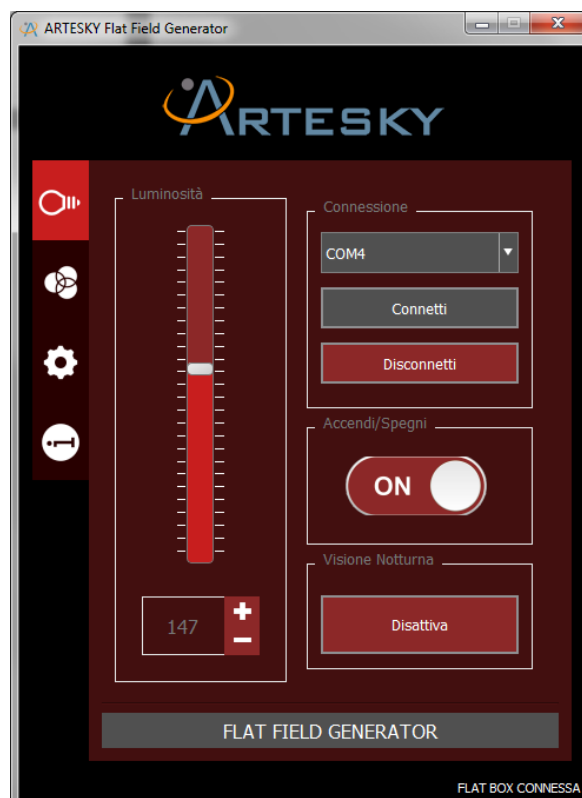 ARTESKY Flat Field Generator
ARTESKY
Luminosità
147
Connessione
COM4
Connetti
Disconnetti
Accendi/Spegni
ON
Visione Notturna
Disattiva
FLAT FIELD GENERATOR
FLAT BOX CONNESSA